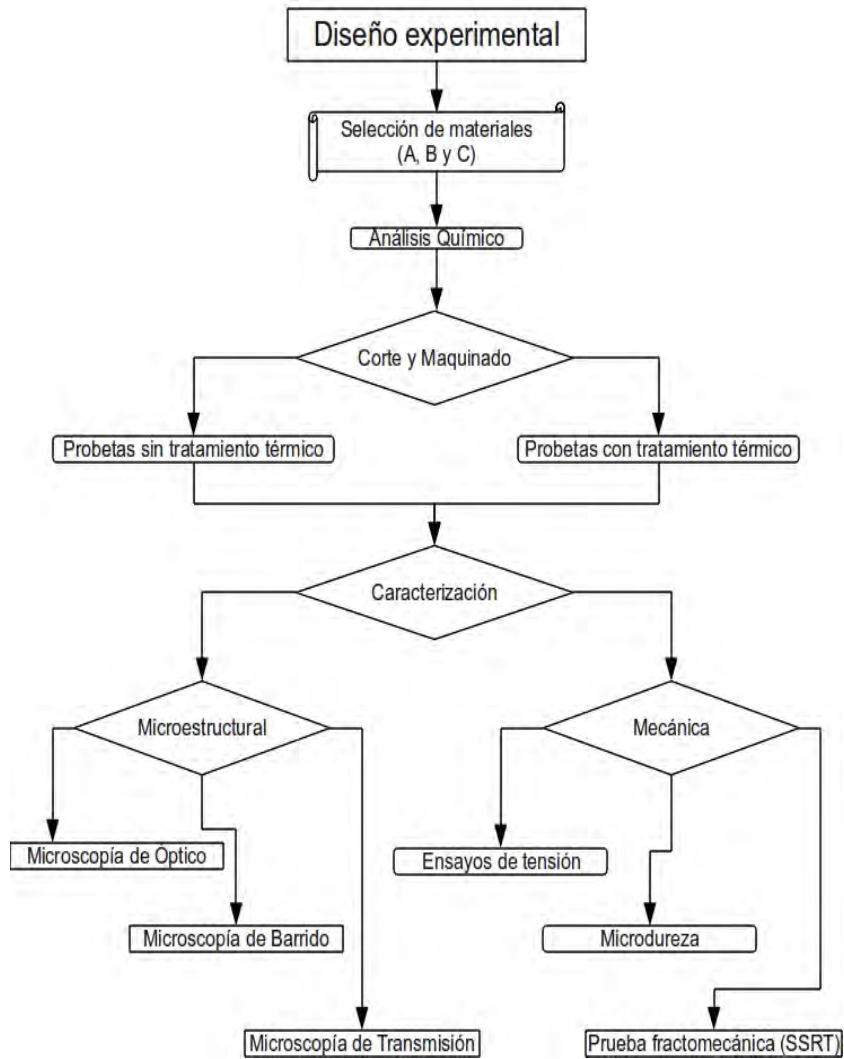 Diseño experimental
Selección de materiales
(A, B y C)
Análisis Químico
Corte y Maquinado
Probetas sin tratamiento térmico
Probetas con tratamiento térmico
Caracterización
Microestructural
Mecánica
Microscopía de Óptico
Ensayos de tensión
Microscopía de Barrido
Microdureza
Microscopía de Transmisión
Prueba fractomecánica (SSRT)